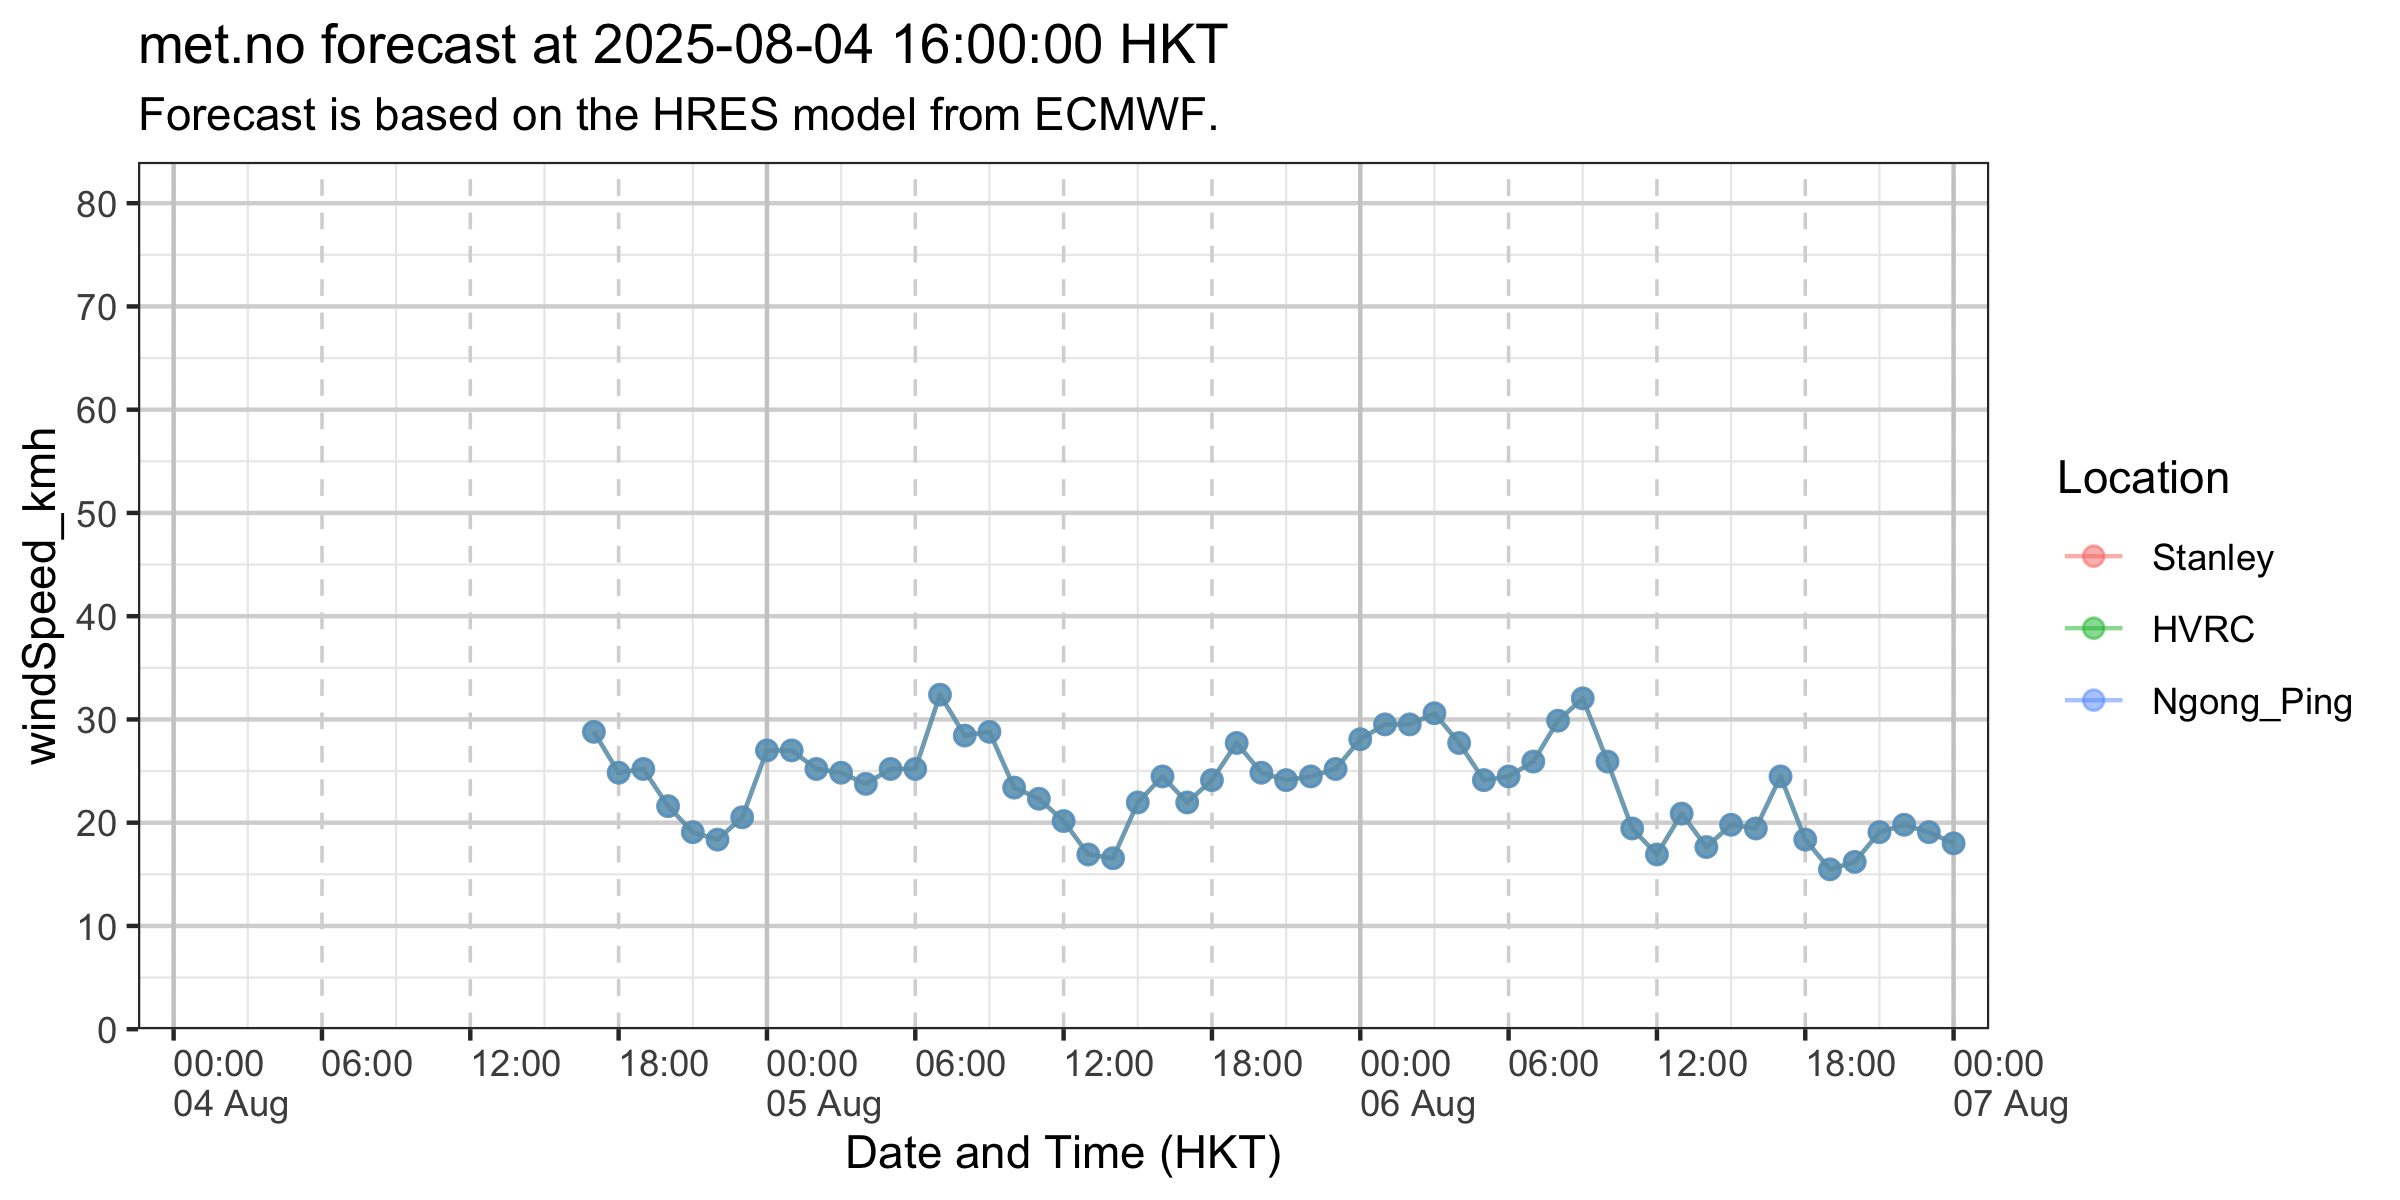 met.no forecast at 2025-08-04 16:00:00 HKT
Forecast is based on the HRES model from ECMWF.
windSpeed_kmh
80
70
60
50
40
30
20
10
0
00:00 06:00 12:00 18:00 00:00 06:00 12:00 18:00 00:00 06:00 12:00 18:00 00:00
04 Aug 05 Aug 06 Aug 07 Aug
Date and Time (HKT)
Location
Stanley
HVRC
Ngong_Ping